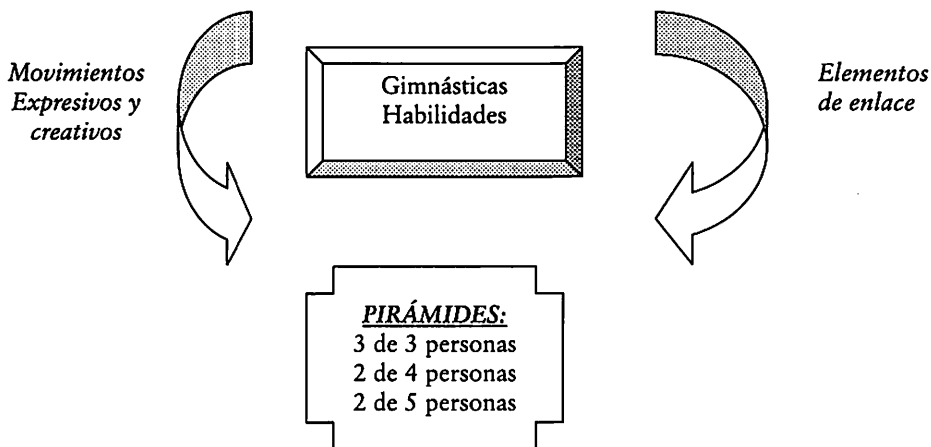 Movimientos
Expresivos y
creativos
Gimnásticas
Habilidades
Elementos
de enlace
PIRÁMIDES:
3 de 3 personas
2 de 4 personas
2 de 5 personas